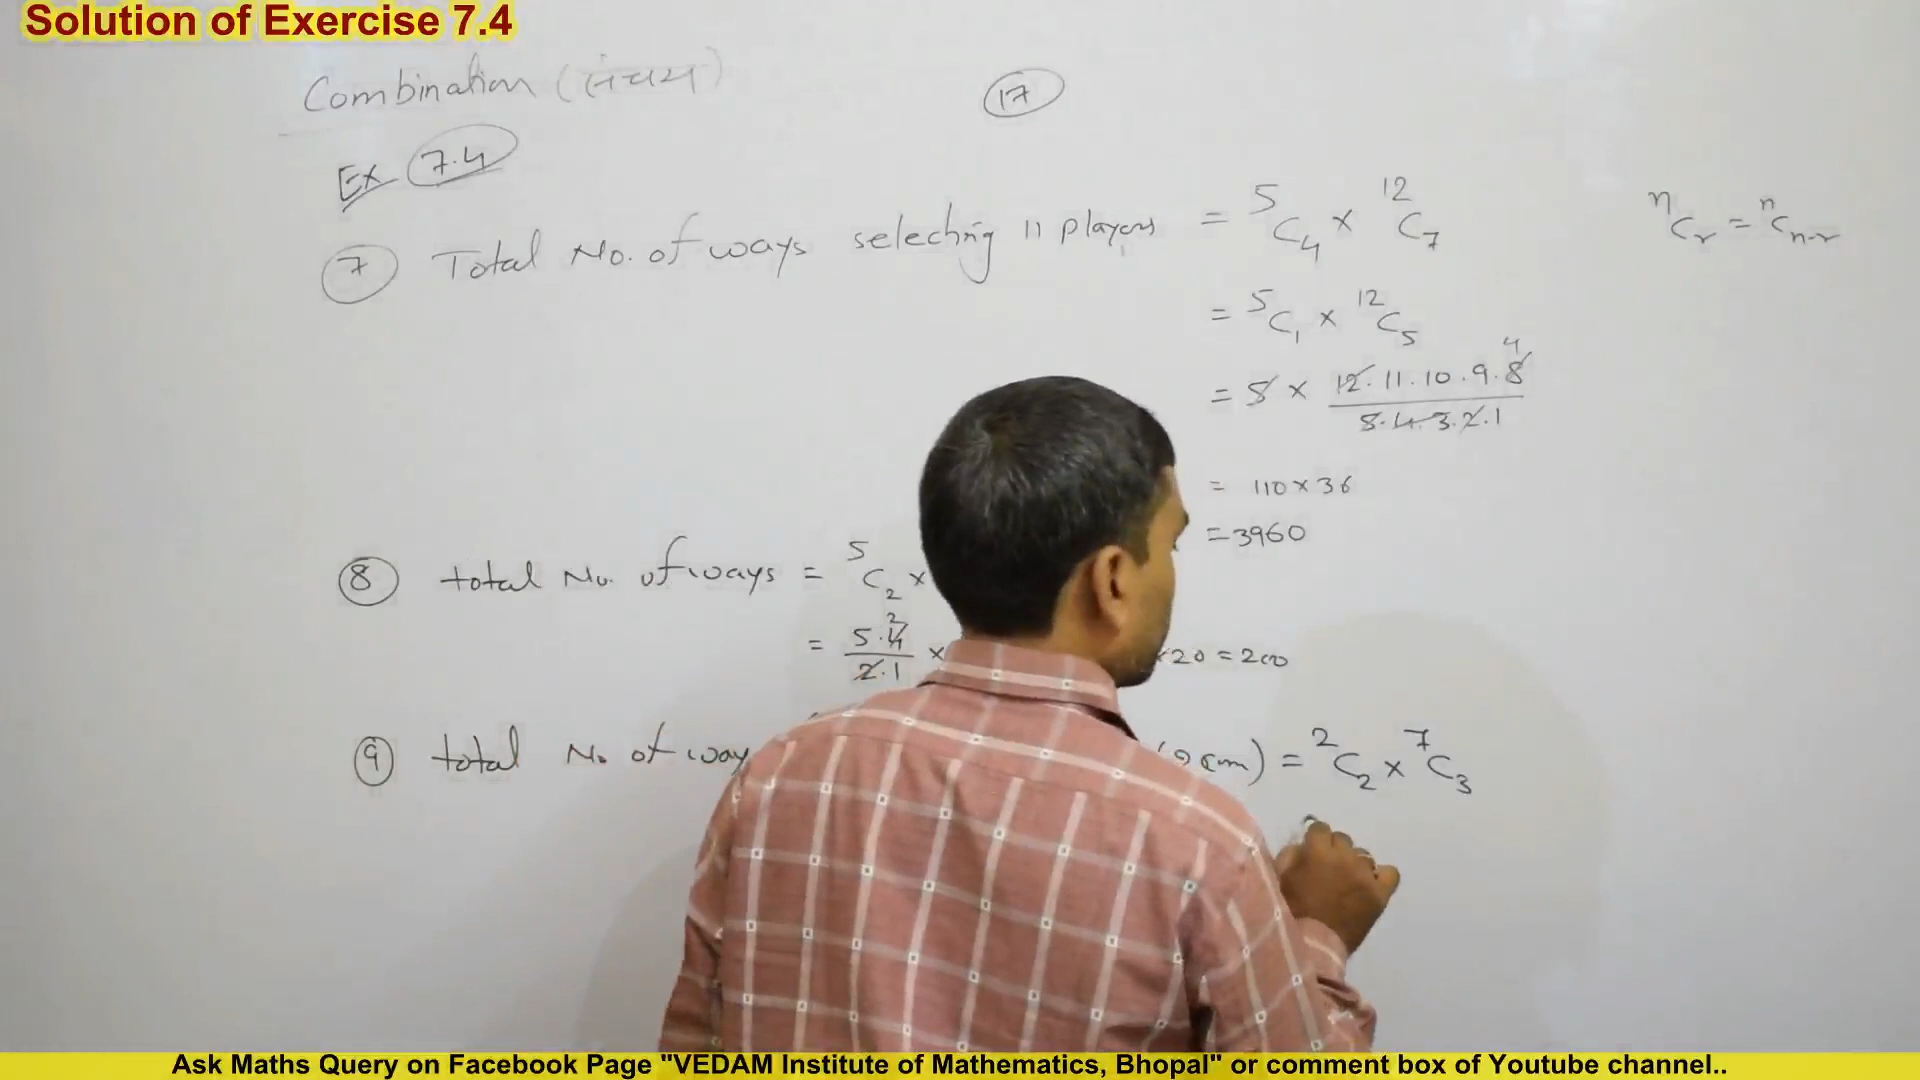 Solution of Exercise 7.4
Combination (संचय)
17
Ex 7.4
7 Total No. of ways selecting 11 players = ⁵C₄ × ¹²C₇
ⁿCᵣ = ⁿCₙ₋ᵣ
= ⁵C₁ × ¹²C₅
= 5 × 12.11.10.9.8 4
5.4.3.2.1
= 110×36
= 3960
8 total No. of ways = ⁵C₂ ×
= 5.4 2 × ×20 = 200
2.1
9 total No of way = ²C₂ × ⁷C₃
Ask Maths Query on Facebook Page "VEDAM Institute of Mathematics, Bhopal" or comment box of Youtube channel..